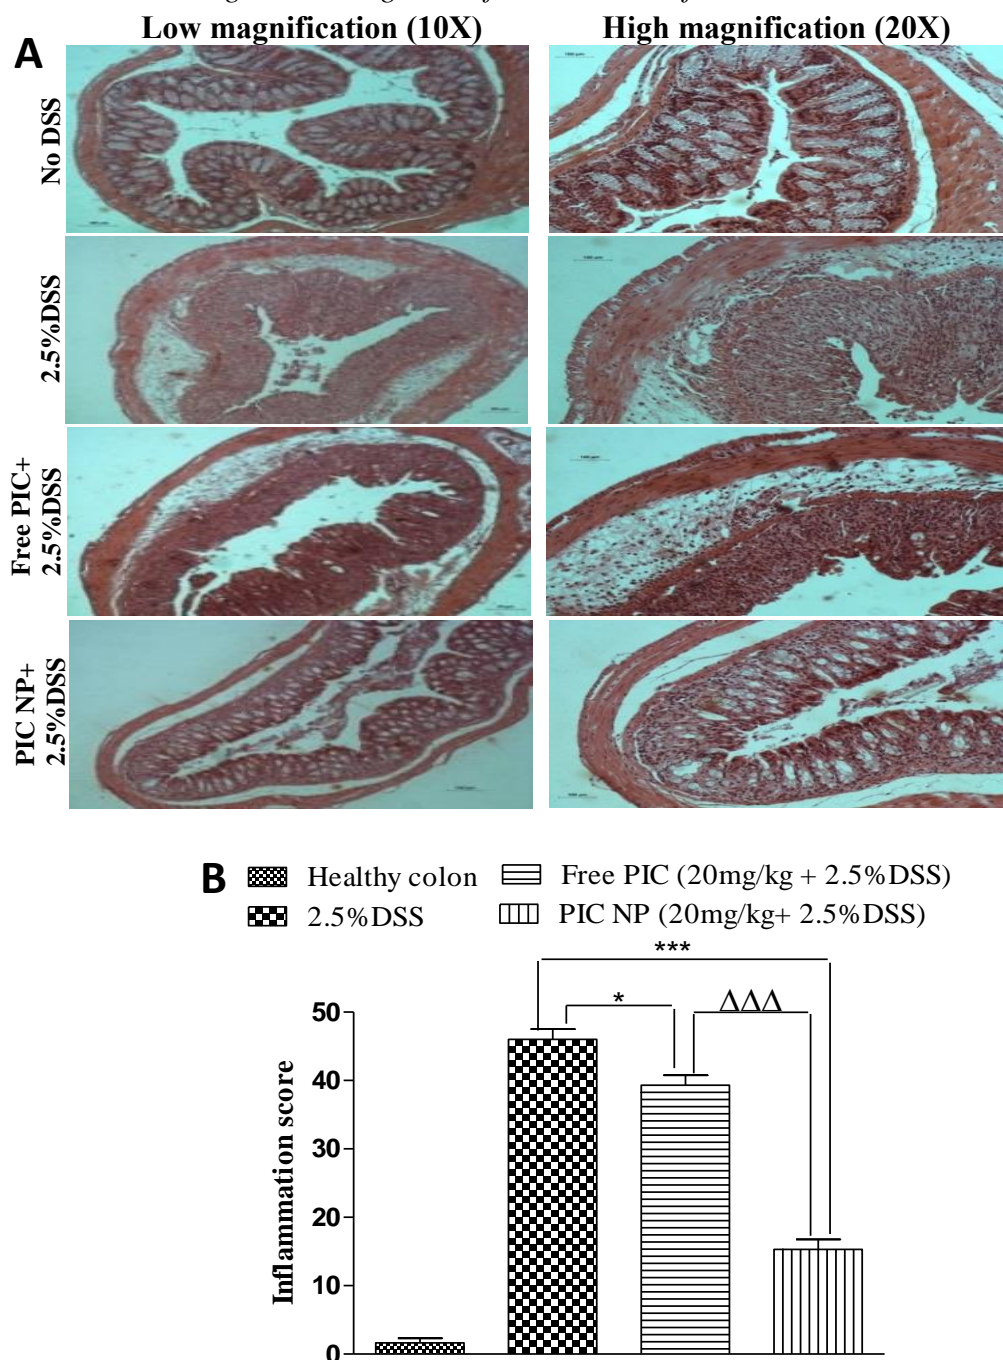 Low magnification (10X) High magnification (20X)
A
No DSS
2.5%DSS
Free PIC+
2.5%DSS
PIC NP+
2.5%DSS
B
Healthy colon
Free PIC (20mg/kg + 2.5%DSS)
2.5%DSS
PIC NP (20mg/kg+ 2.5%DSS)
***
*
ΔΔΔ
Inflammation score
50
40
30
20
10
0